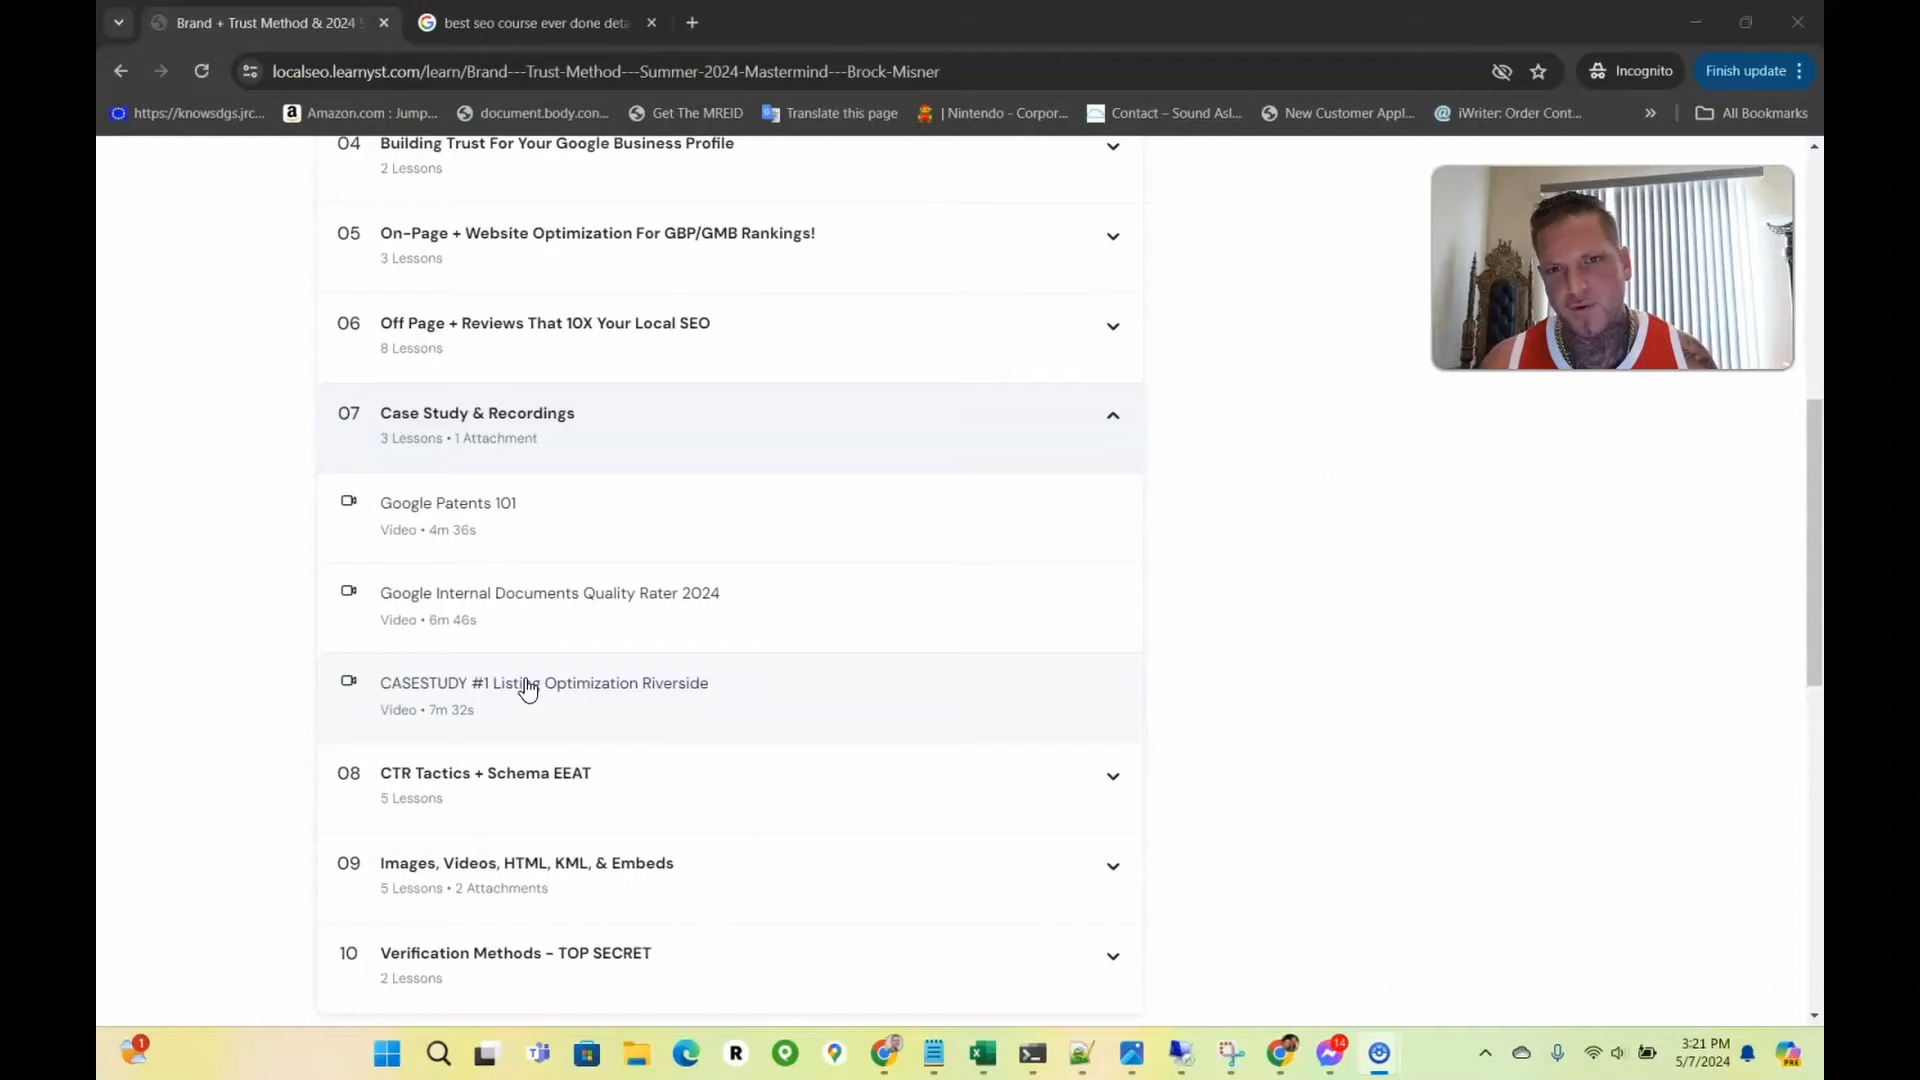 Brand + Trust Method & 2024
best seo course ever done deta
localseo.learnyst.com/learn/Brand---Trust-Method---Summer-2024-Mastermind---Brock-Misner
Incognito
Finish update
https://knowsdgs.jrc...
Amazon.com : Jump...
document.body.con...
Get The MREID
Translate this page
| Nintendo - Corpor...
Contact – Sound Asl...
New Customer Appl...
iWriter: Order Cont...
All Bookmarks
04 Building Trust For Your Google Business Profile
2 Lessons
05 On-Page + Website Optimization For GBP/GMB Rankings!
3 Lessons
06 Off Page + Reviews That 10X Your Local SEO
8 Lessons
07 Case Study & Recordings
3 Lessons • 1 Attachment
Google Patents 101
Video • 4m 36s
Google Internal Documents Quality Rater 2024
Video • 6m 46s
CASESTUDY #1 Listing Optimization Riverside
Video • 7m 32s
08 CTR Tactics + Schema EEAT
5 Lessons
09 Images, Videos, HTML, KML, & Embeds
5 Lessons • 2 Attachments
10 Verification Methods - TOP SECRET
2 Lessons
1
R
14
3:21 PM
5/7/2024
PRE